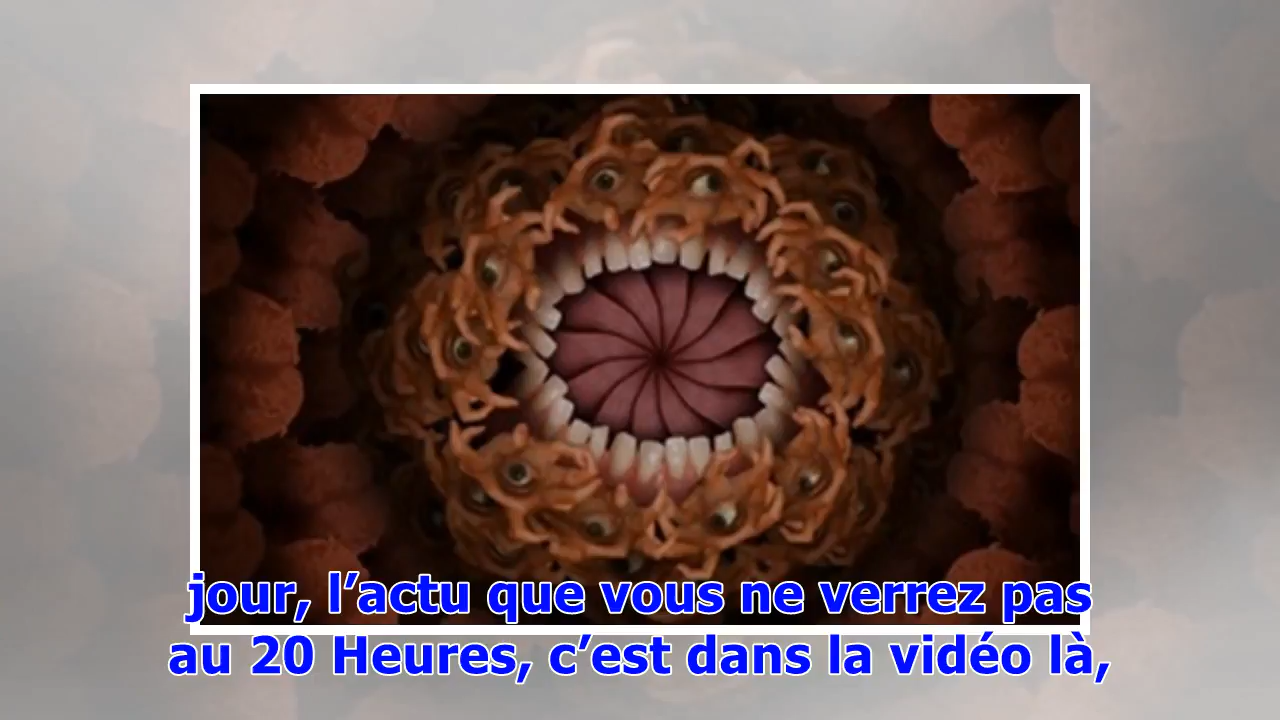 jour, l’actu que vous ne verrez pas
au 20 Heures, c’est dans la vidéo là,